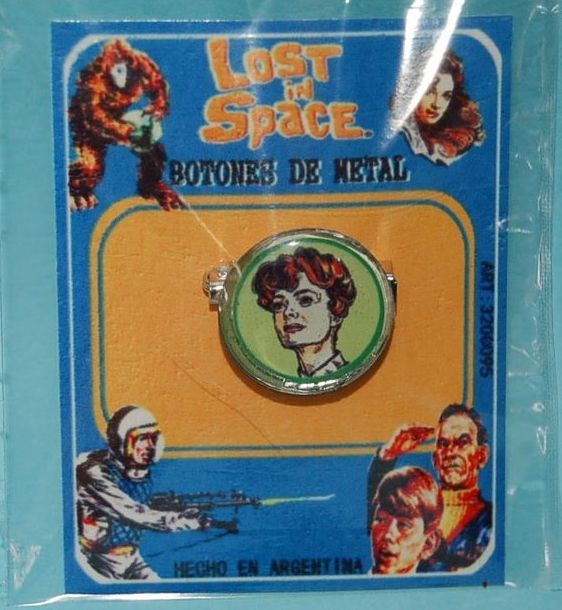 LOST
in
SPACE
BOTONES DE METAL
ART: 3200095
HECHO EN ARGENTINA